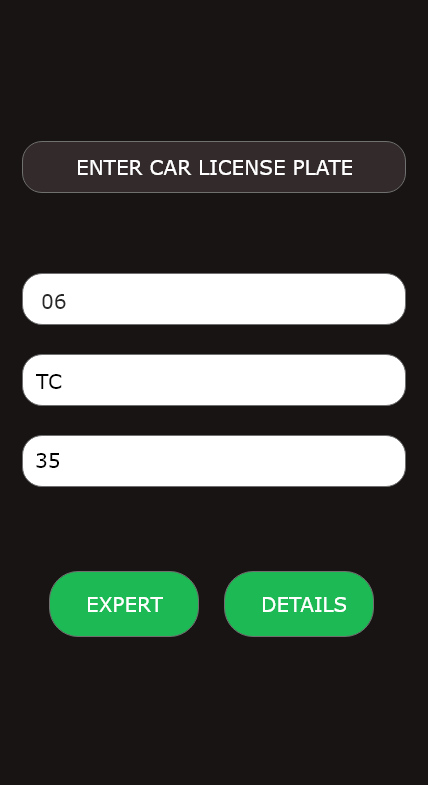 ENTER CAR LICENSE PLATE
06
TC
35
EXPERT DETAILS